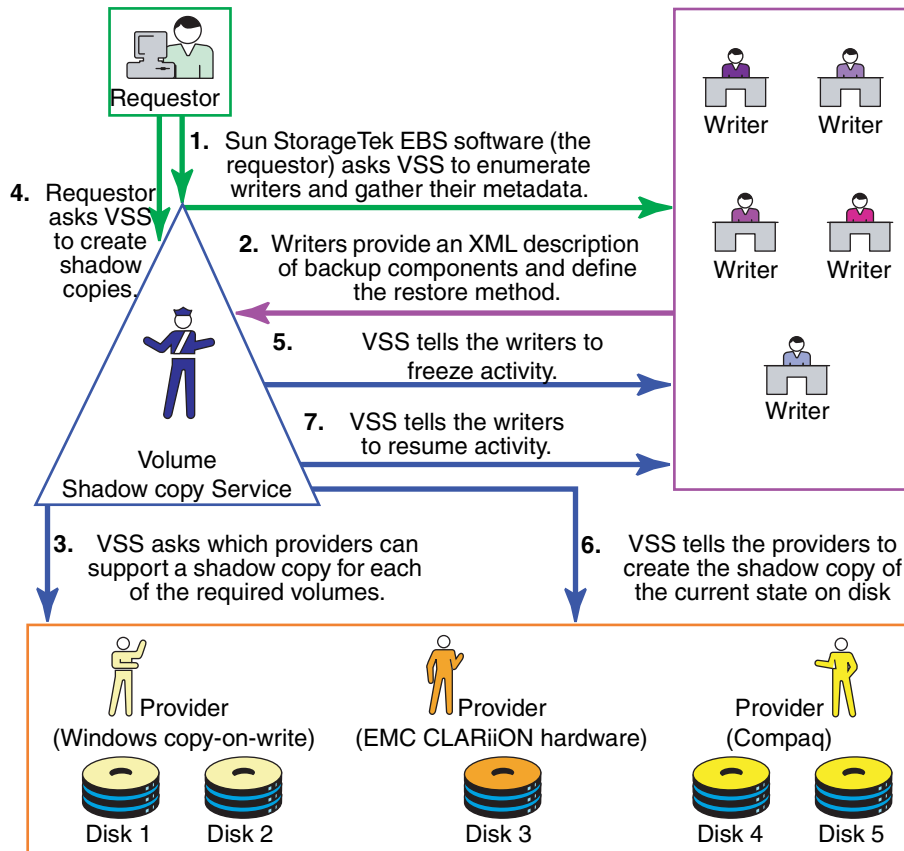 Requestor
1. Sun StorageTek EBS software (the
requestor) asks VSS to enumerate
writers and gather their metadata.
4. Requestor
asks VSS
to create
shadow
copies.
2. Writers provide an XML description
of backup components and define
the restore method.
5. VSS tells the writers to
freeze activity.
7. VSS tells the writers
to resume activity.
Writer
Writer
Writer
Writer
Writer
Volume
Shadow copy Service
3. VSS asks which providers can
support a shadow copy for each
of the required volumes.
6. VSS tells the providers to
create the shadow copy of
the current state on disk
Provider
(Windows copy-on-write)
Disk 1
Disk 2
Provider
(EMC CLARiiON hardware)
Disk 3
Provider
(Compaq)
Disk 4
Disk 5